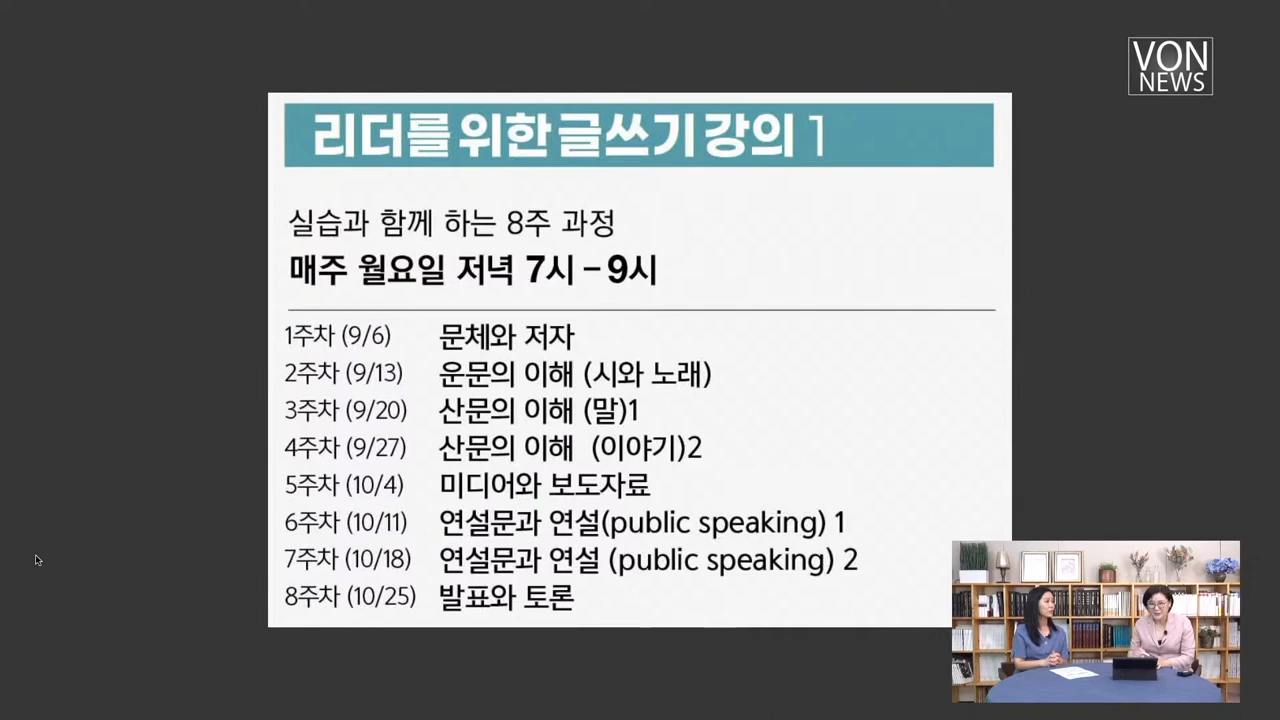 VON
NEWS
리더를 위한 글쓰기 강의 1
실습과 함께 하는 8주 과정
매주 월요일 저녁 7시 – 9시
1주차 (9/6) 문체와 저자
2주차 (9/13) 운문의 이해 (시와 노래)
3주차 (9/20) 산문의 이해 (말)1
4주차 (9/27) 산문의 이해 (이야기)2
5주차 (10/4) 미디어와 보도자료
6주차 (10/11) 연설문과 연설(public speaking) 1
7주차 (10/18) 연설문과 연설 (public speaking) 2
8주차 (10/25) 발표와 토론